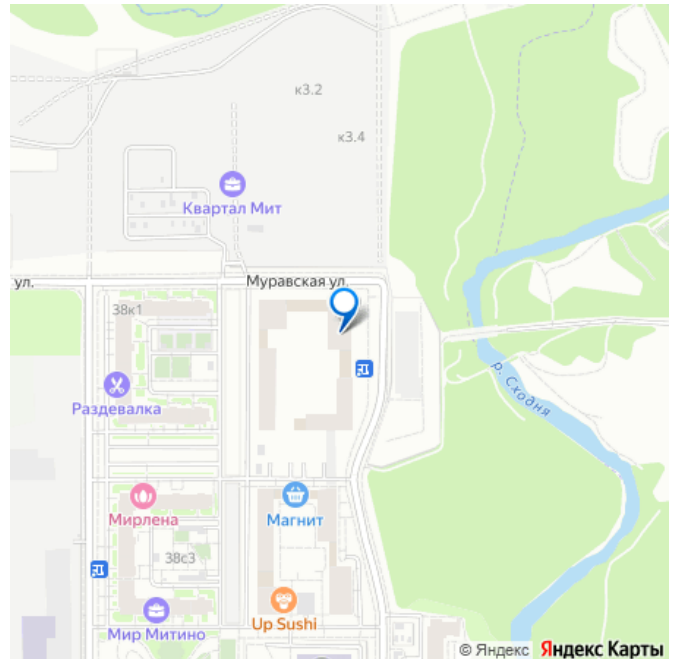 к3.2
к3.4
Квартал Мит
ул.
Муравская ул.
38к1
р. Сходня
Раздевалка
Мирлена
Магнит
38с3
Up Sushi
Мир Митино
© Яндекс Яндекс Карты